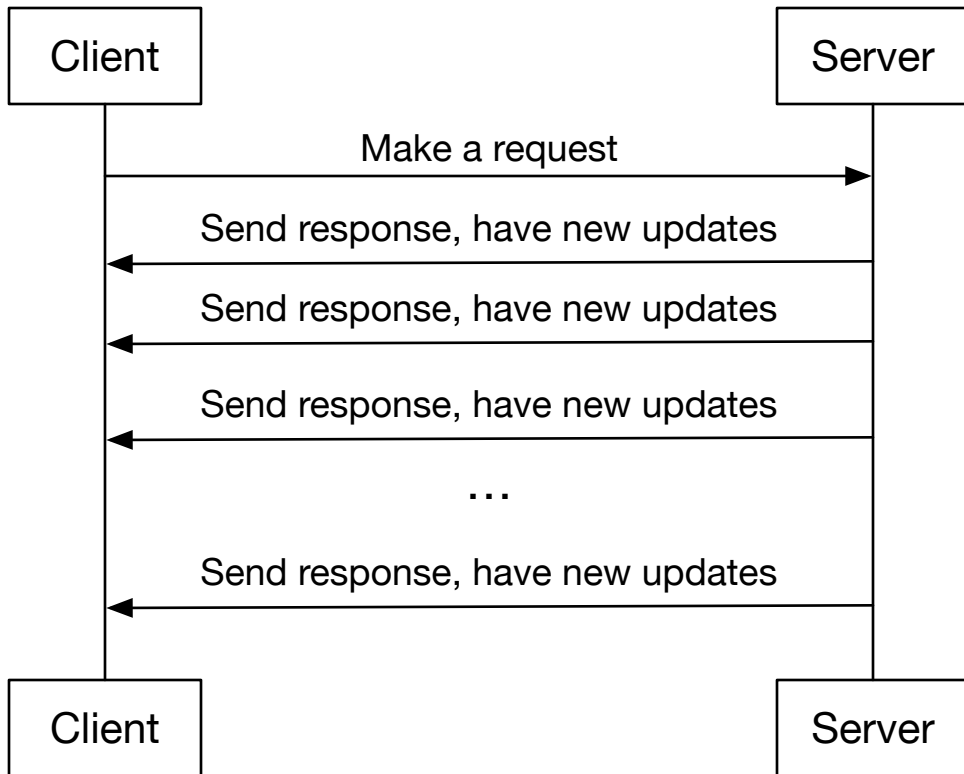 Client
Server
Make a request
Send response, have new updates
Send response, have new updates
Send response, have new updates
...
Send response, have new updates
Client
Server